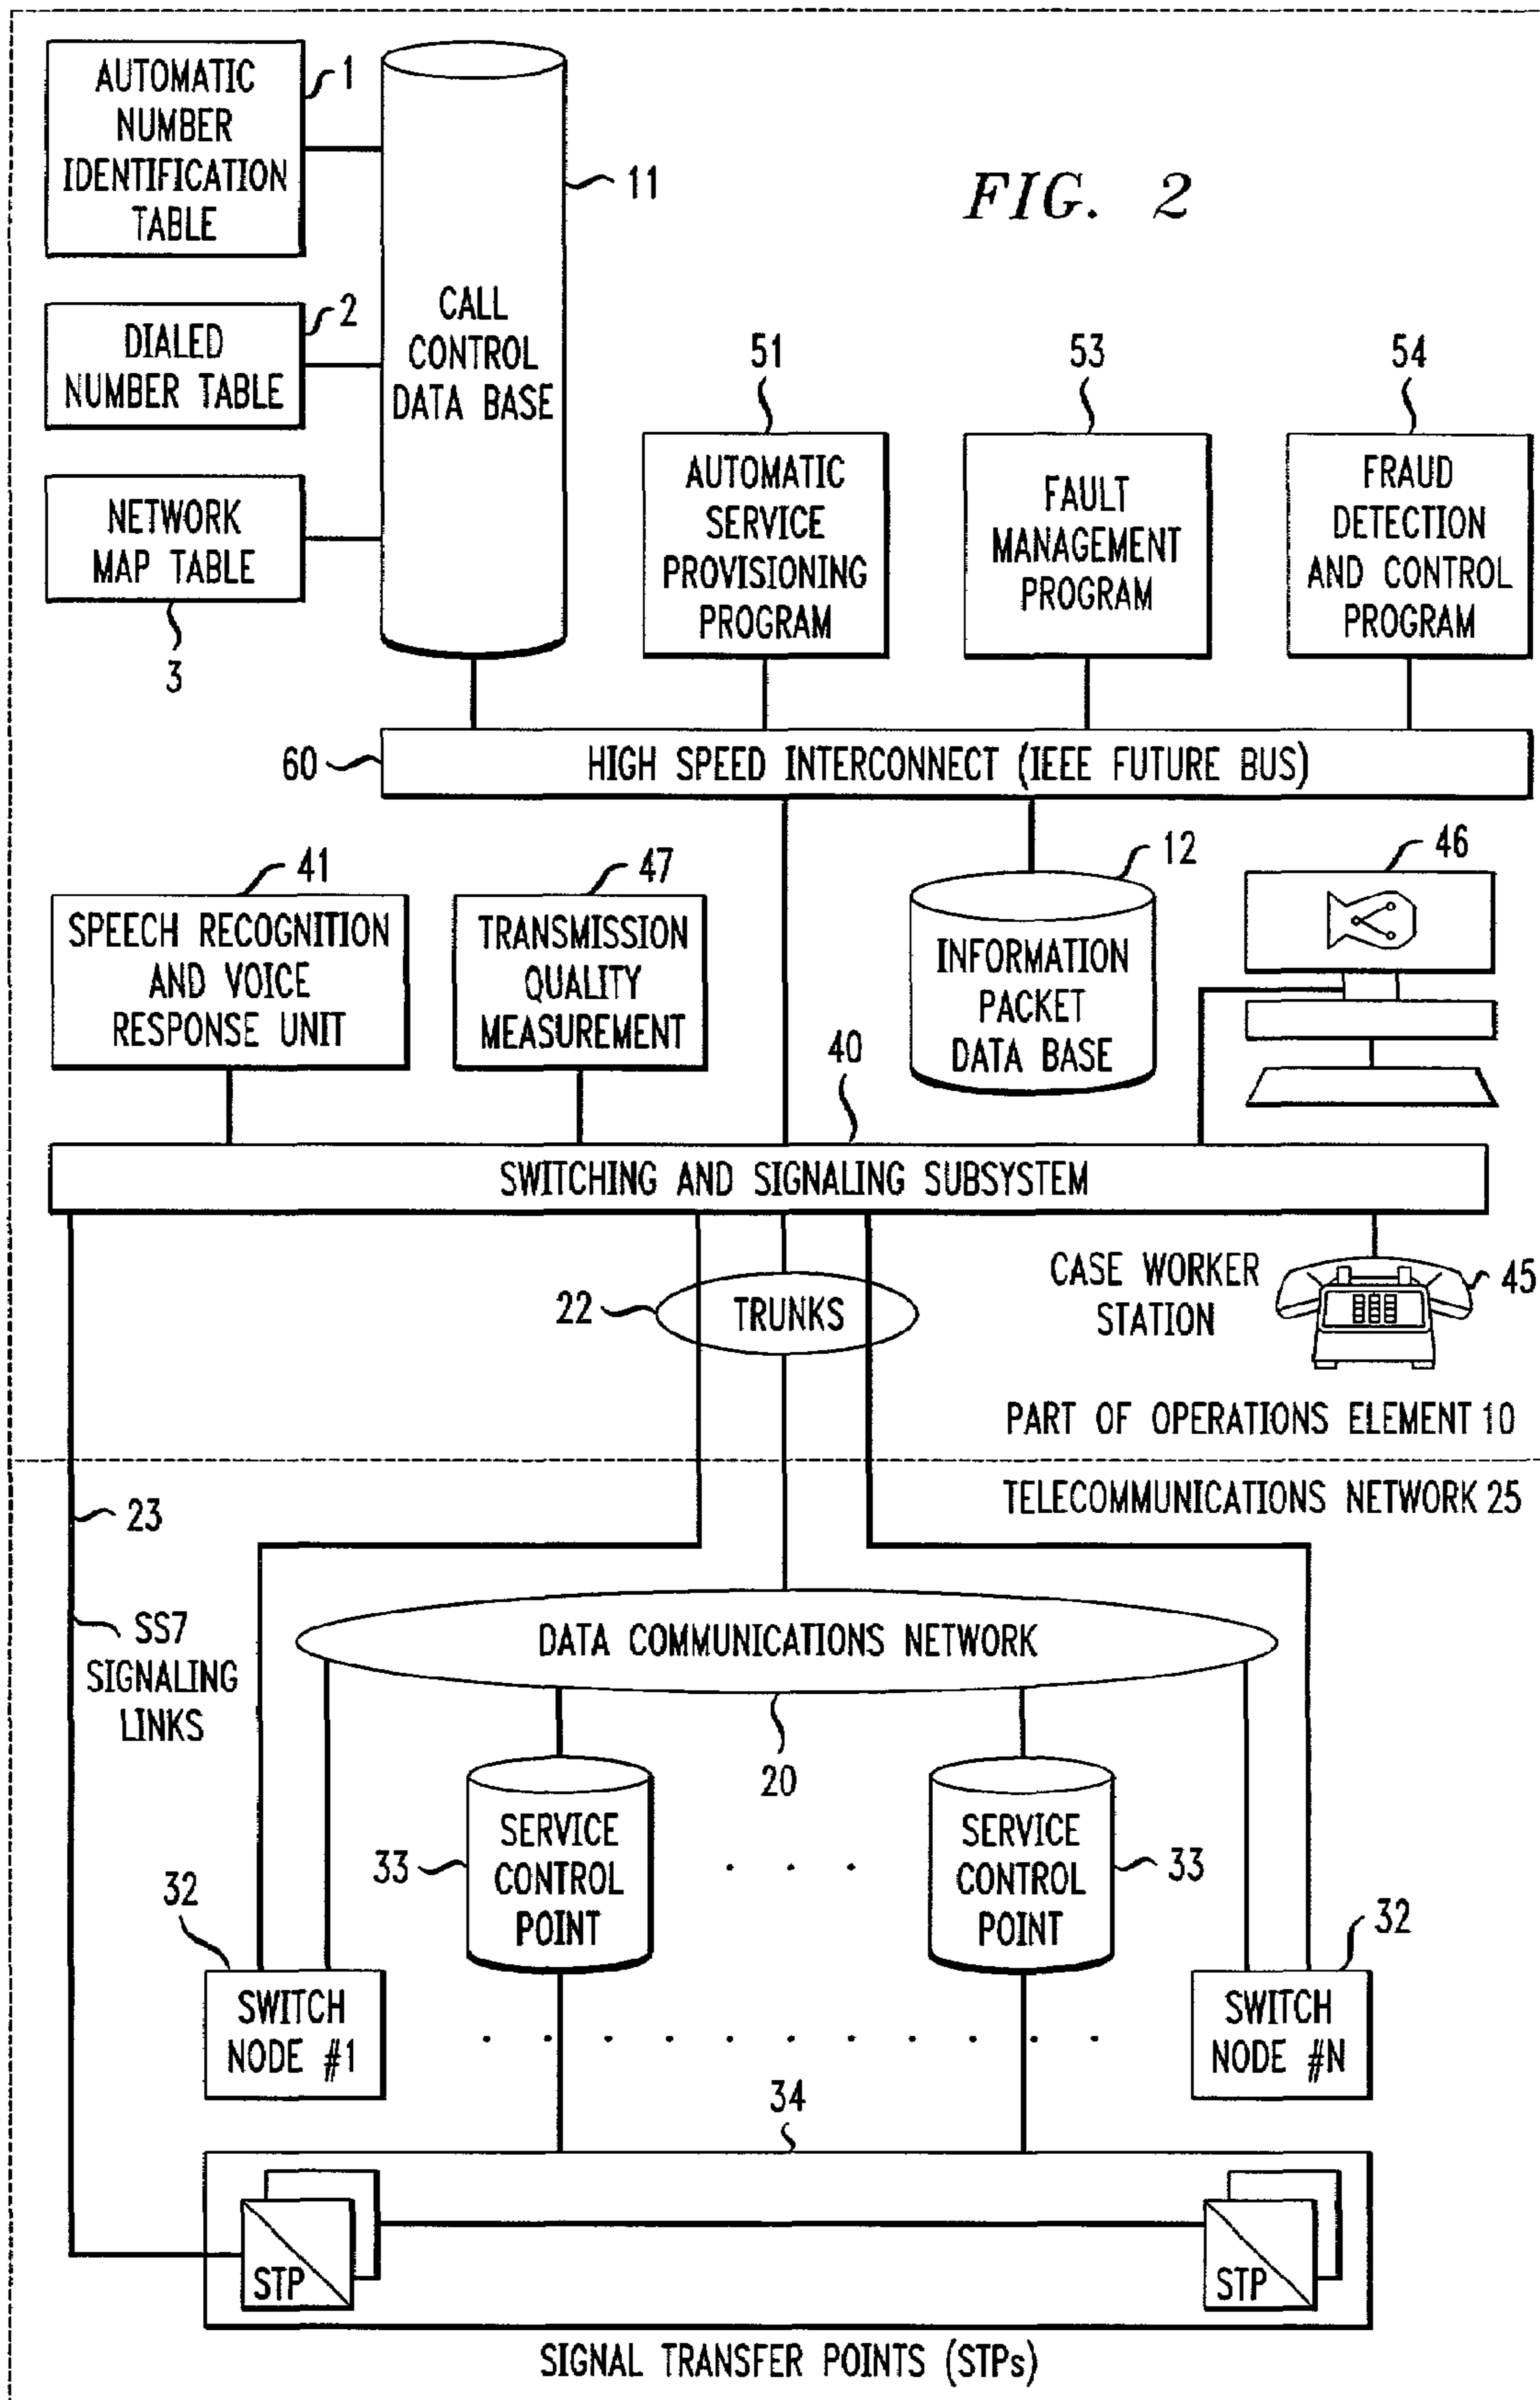 AUTOMATIC
NUMBER
IDENTIFICATION
TABLE
1
11
FIG. 2
DIALED
NUMBER TABLE
2
CALL
CONTROL
DATA BASE
NETWORK
MAP TABLE
3
51
AUTOMATIC
SERVICE
PROVISIONING
PROGRAM
53
FAULT
MANAGEMENT
PROGRAM
54
FRAUD
DETECTION
AND CONTROL
PROGRAM
60
HIGH SPEED INTERCONNECT (IEEE FUTURE BUS)
41
SPEECH RECOGNITION
AND VOICE
RESPONSE UNIT
47
TRANSMISSION
QUALITY
MEASUREMENT
12
INFORMATION
PACKET
DATA BASE
46
40
SWITCHING AND SIGNALING SUBSYSTEM
22
TRUNKS
CASE WORKER
STATION
45
PART OF OPERATIONS ELEMENT 10
TELECOMMUNICATIONS NETWORK 25
23
SS7
SIGNALING
LINKS
DATA COMMUNICATIONS NETWORK
20
33
SERVICE
CONTROL
POINT
SERVICE
CONTROL
POINT
33
32
SWITCH
NODE #1
32
SWITCH
NODE #N
34
STP
STP
SIGNAL TRANSFER POINTS (STPs)